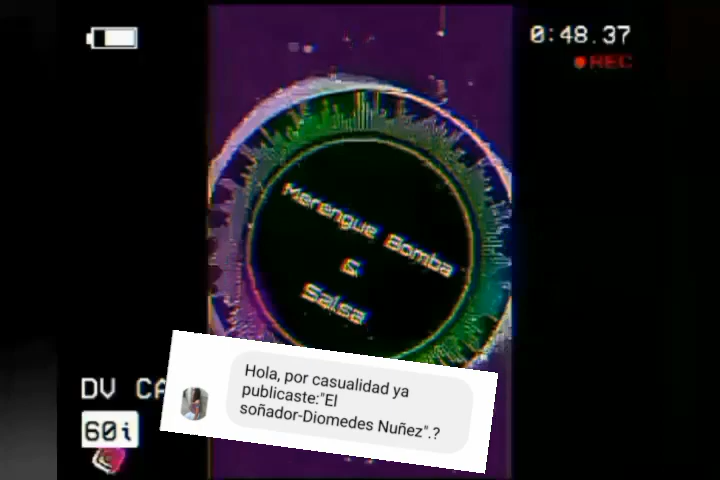 0:48.37
REC
Merengue Bomba
&
Salsa
Hola, por casualidad ya
publicaste:"El
soñador-Diomedes Nuñez".?
DV CA
60i